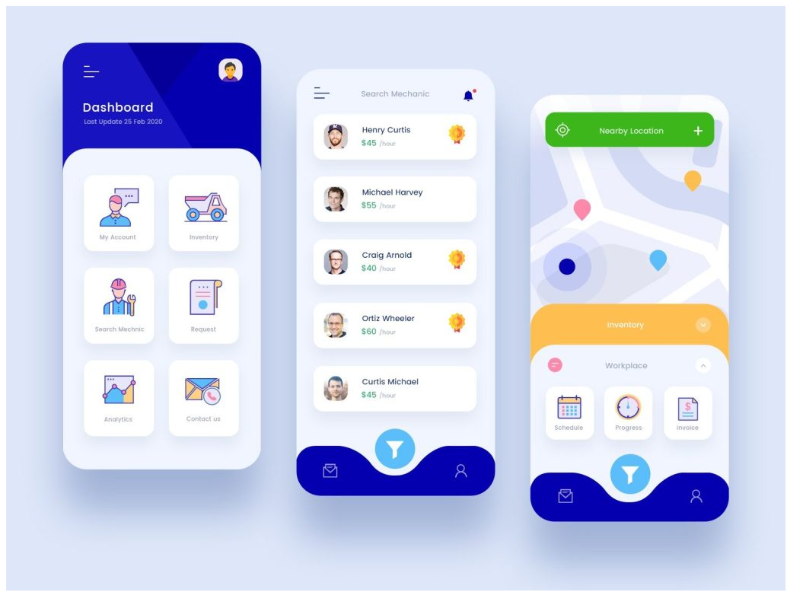 Dashboard
Last Update 25 Feb 2020
My Account
Inventory
Search Mechnic
Request
Analytics
Contact us
Search Mechanic
Henry Curtis
$45 /hour
Michael Harvey
$55 /hour
Craig Arnold
$40 /hour
Ortiz Wheeler
$60 /hour
Curtis Michael
$45 /hour
Nearby Location
Inventory
Workplace
Schedule
Progress
Invoice